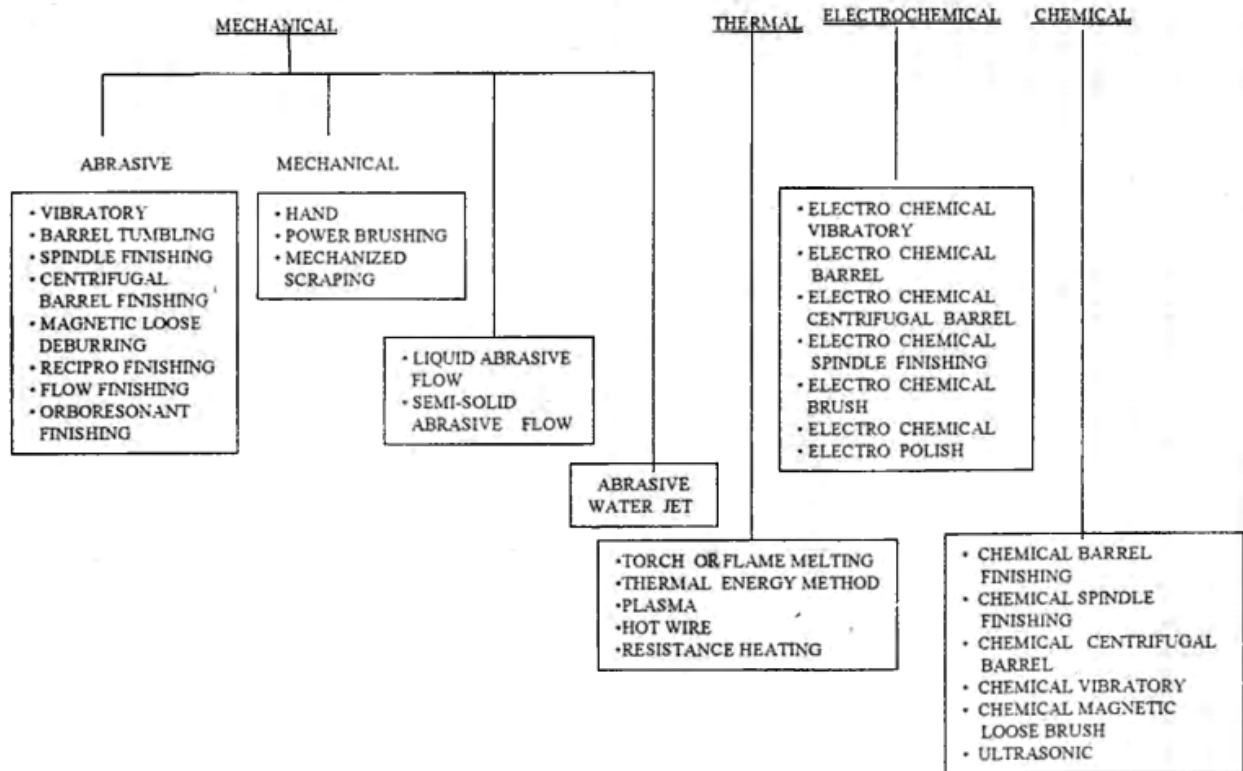 MECHANICAL
THERMAL
ELECTROCHEMICAL
CHEMICAL
ABRASIVE
• VIBRATORY
• BARREL TUMBLING
• SPINDLE FINISHING
• CENTRIFUGAL
BARREL FINISHING
• MAGNETIC LOOSE
DEBURRING
• RECIPRO FINISHING
• FLOW FINISHING
• ORBORESONANT
FINISHING
MECHANICAL
• HAND
• POWER BRUSHING
• MECHANIZED
SCRAPING
• LIQUID ABRASIVE
FLOW
• SEMI-SOLID
ABRASIVE FLOW
ABRASIVE
WATER JET
•TORCH OR FLAME MELTING
•THERMAL ENERGY METHOD
•PLASMA
•HOT WIRE
•RESISTANCE HEATING
• ELECTRO CHEMICAL
VIBRATORY
• ELECTRO CHEMICAL
BARREL
• ELECTRO CHEMICAL
CENTRIFUGAL BARREL
• ELECTRO CHEMICAL
SPINDLE FINISHING
• ELECTRO CHEMICAL
BRUSH
• ELECTRO CHEMICAL
• ELECTRO POLISH
• CHEMICAL BARREL
FINISHING
• CHEMICAL SPINDLE
FINISHING
• CHEMICAL CENTRIFUGAL
BARREL
• CHEMICAL VIBRATORY
• CHEMICAL MAGNETIC
LOOSE BRUSH
• ULTRASONIC